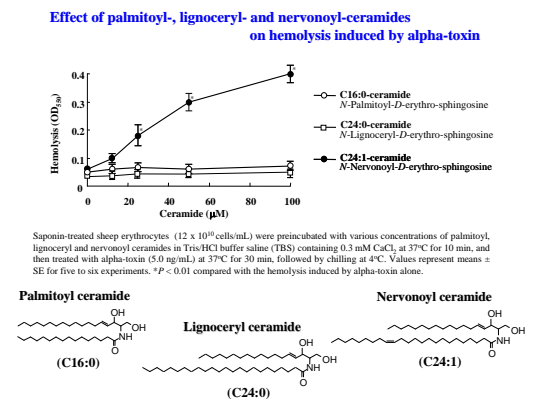 Effect of palmitoyl-, lignoceryl- and nervonoyl-ceramides
on hemolysis induced by alpha-toxin
Hemolysis (OD550)
0.4
0.3
0.2
0.1
0
0 20 40 60 80 100
Ceramide (μM)
*
*
*
C16:0-ceramide
N-Palmitoyl-D-erythro-sphingosine
C24:0-ceramide
N-Lignoceryl-D-erythro-sphingosine
C24:1-ceramide
N-Nervonoyl-D-erythro-sphingosine
Saponin-treated sheep erythrocytes (12 x 10¹⁰ cells/mL) were preincubated with various concentrations of palmitoyl,
lignoceryl and nervonoyl ceramides in Tris/HCl buffer saline (TBS) containing 0.3 mM CaCl₂ at 37°C for 10 min, and
then treated with alpha-toxin (5.0 ng/mL) at 37°C for 30 min, followed by chilling at 4°C. Values represent means ±
SE for five to six experiments. *P < 0.01 compared with the hemolysis induced by alpha-toxin alone.
Palmitoyl ceramide
OH
OH
NH
O
(C16:0)
Lignoceryl ceramide
OH
OH
NH
O
(C24:0)
Nervonoyl ceramide
OH
OH
NH
O
(C24:1)